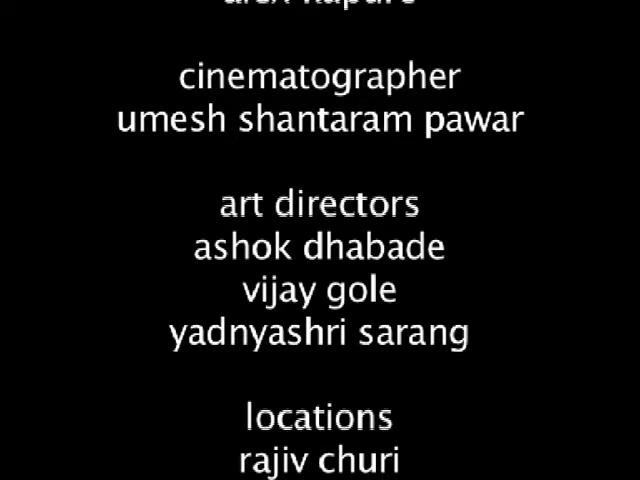 cinematographer
umesh shantaram pawar
art directors
ashok dhabade
vijay gole
yadnyashri sarang
locations
rajiv churi